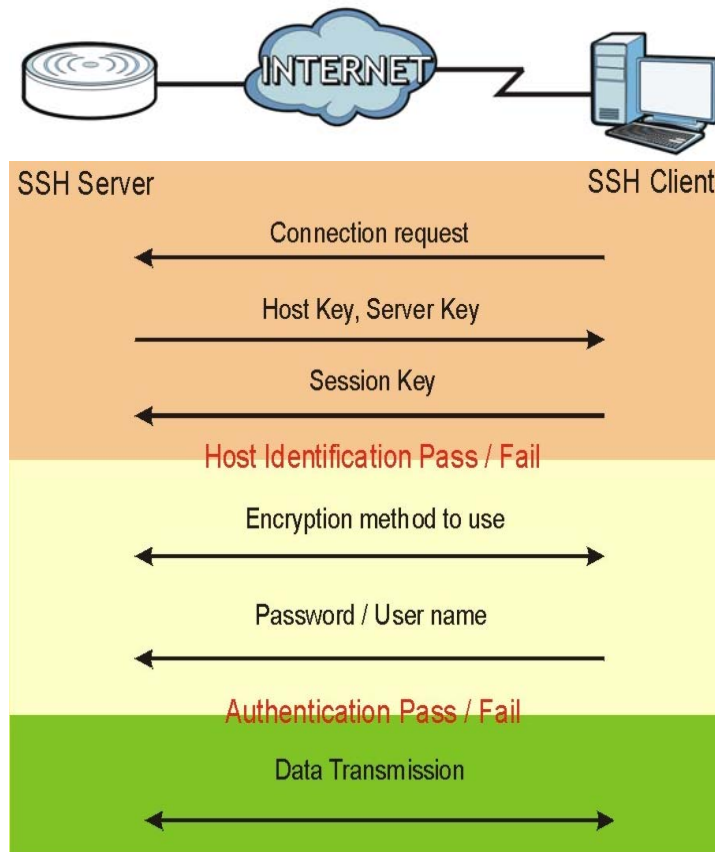 INTERNET
SSH Server
SSH Client
Connection request
Host Key, Server Key
Session Key
Host Identification Pass / Fail
Encryption method to use
Password / User name
Authentication Pass / Fail
Data Transmission